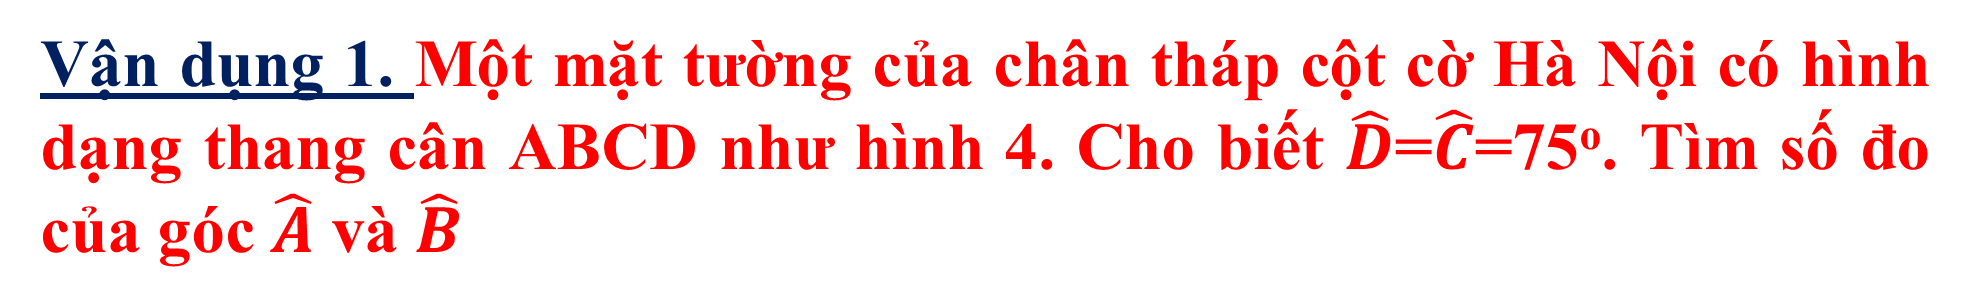 Vận dụng 1. Một mặt tường của chân tháp cột cờ Hà Nội có hình
dạng thang cân ABCD như hình 4. Cho biết D̂=Ĉ=75º. Tìm số đo
của góc Â và B̂